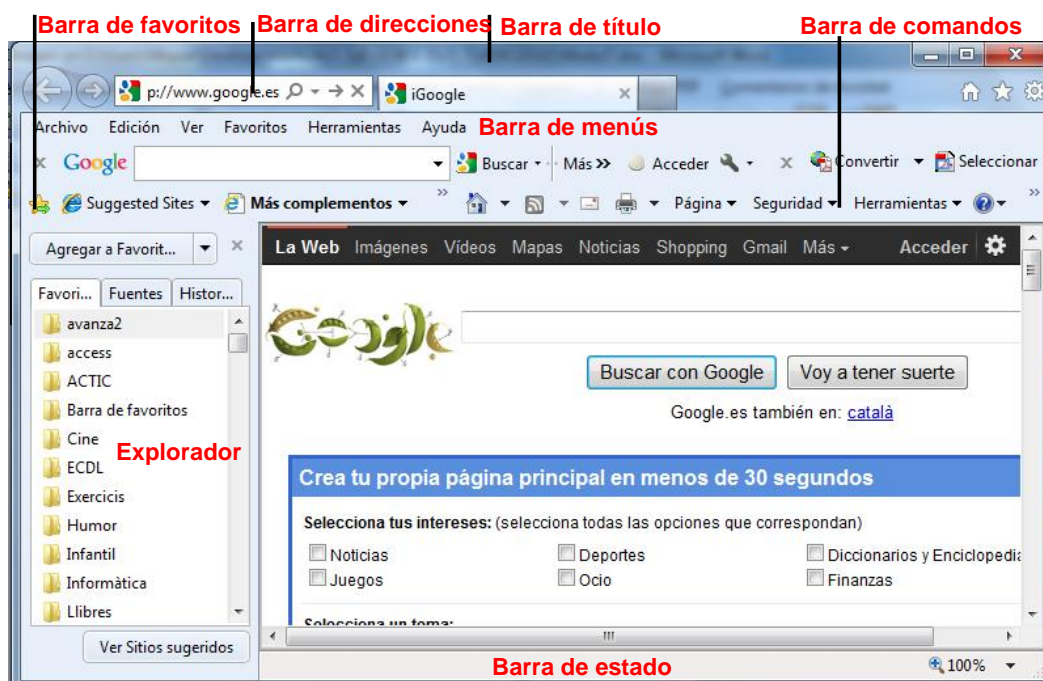 Barra de favoritos Barra de direcciones Barra de título Barra de comandos
p://www.google.es iGoogle
Archivo Edición Ver Favoritos Herramientas Ayuda Barra de menús
x Google Buscar Más >> Acceder x Convertir Seleccionar
Suggested Sites Más complementos >> Página Seguridad Herramientas >>
Agregar a Favorit... x La Web Imágenes Vídeos Mapas Noticias Shopping Gmail Más Acceder
Favori... Fuentes Histor...
avanza2
access
Google
ACTIC
Buscar con Google Voy a tener suerte
Barra de favoritos
Google.es también en: català
Cine
Explorador
ECDL
Crea tu propia página principal en menos de 30 segundos
Exercicis
Humor
Selecciona tus intereses: (selecciona todas las opciones que correspondan)
Infantil
Noticias Deportes Diccionarios y Enciclopedia
Informàtica
Juegos Ocio Finanzas
Llibres
Selecciona un tema:
Ver Sitios sugeridos
Barra de estado 100%